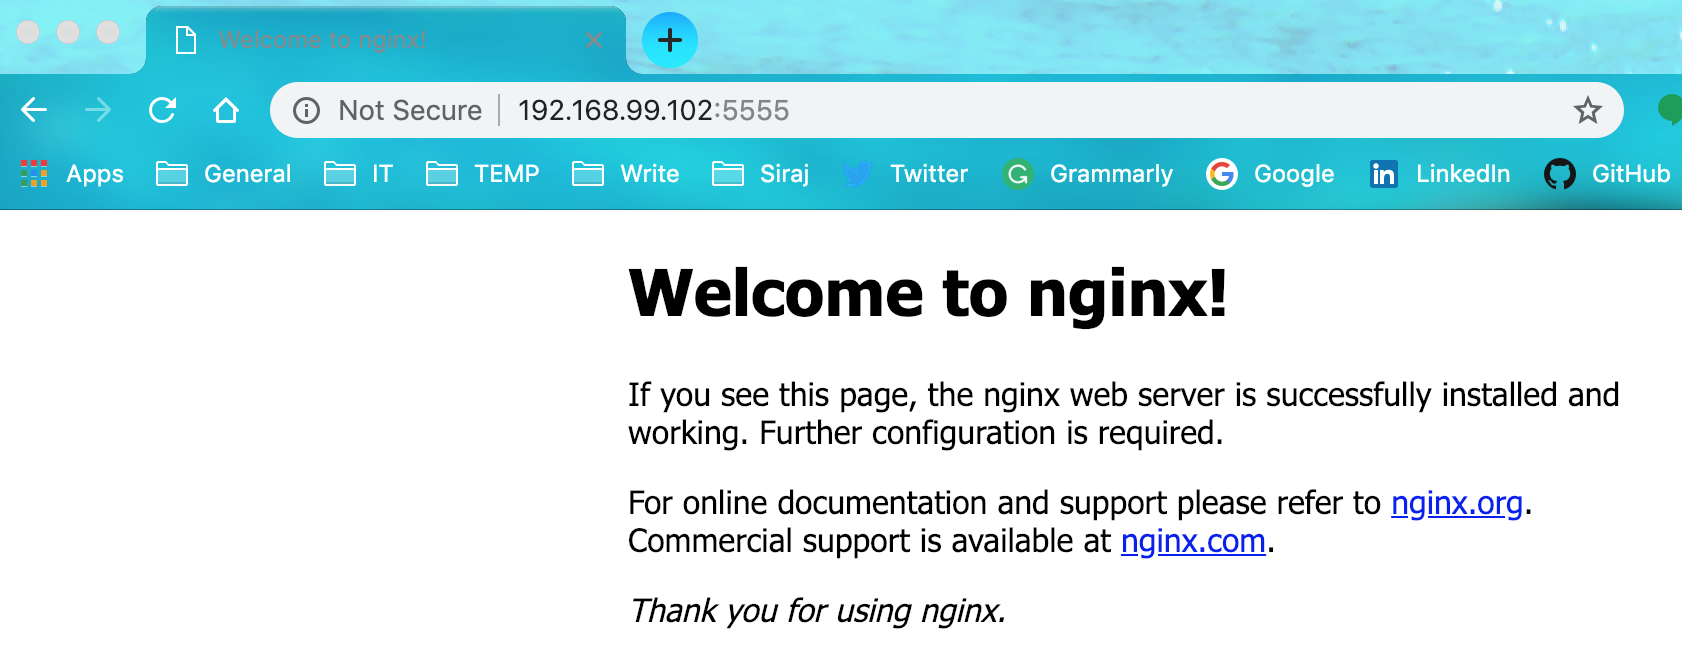 Welcome to nginx!
Not Secure 192.168.99.102:5555
Apps General IT TEMP Write Siraj Twitter Grammarly Google LinkedIn GitHub
Welcome to nginx!
If you see this page, the nginx web server is successfully installed and
working. Further configuration is required.
For online documentation and support please refer to nginx.org.
Commercial support is available at nginx.com.
Thank you for using nginx.